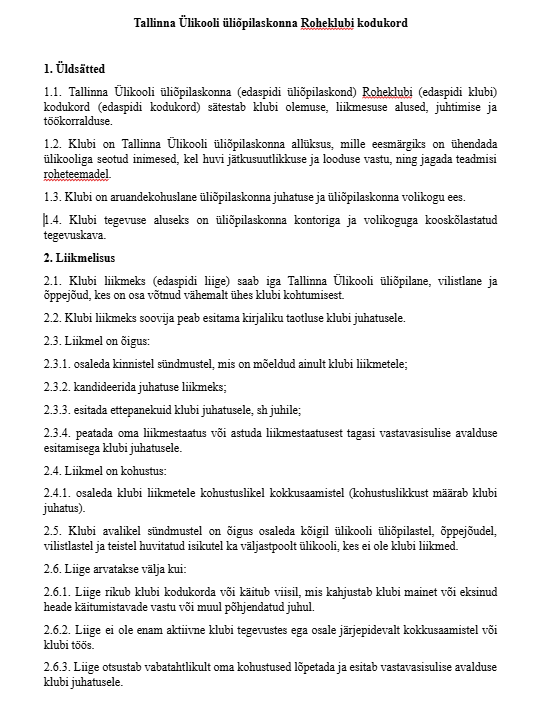 Tallinna Ülikooli üliõpilaskonna Roheklubi kodukord
1. Üldsätted
1.1. Tallinna Ülikooli üliõpilaskonna (edaspidi üliõpilaskond) Roheklubi (edaspidi klubi)
kodukord (edaspidi kodukord) sätestab klubi olemuse, liikmesuse alused, juhtimise ja
töökorralduse.
1.2. Klubi on Tallinna Ülikooli üliõpilaskonna allüksus, mille eesmärgiks on ühendada
ülikooliga seotud inimesed, kel huvi jätkusuutlikkuse ja looduse vastu, ning jagada teadmisi
roheteemadel.
1.3. Klubi on aruandekohuslane üliõpilaskonna juhatuse ja üliõpilaskonna volikogu ees.
1.4. Klubi tegevuse aluseks on üliõpilaskonna kontoriga ja volikoguga kooskõlastatud
tegevuskava.
2. Liikmelisus
2.1. Klubi liikmeks (edaspidi liige) saab iga Tallinna Ülikooli üliõpilane, vilistlane ja
õppejõud, kes on osa võtnud vähemalt ühes klubi kohtumisest.
2.2. Klubi liikmeks soovija peab esitama kirjaliku taotluse klubi juhatusele.
2.3. Liikmel on õigus:
2.3.1. osaleda kinnistel sündmustel, mis on mõeldud ainult klubi liikmetele;
2.3.2. kandideerida juhatuse liikmeks;
2.3.3. esitada ettepanekuid klubi juhatusele, sh juhile;
2.3.4. peatada oma liikmestaatus või astuda liikmestaatusest tagasi vastavasisulise avalduse
esitamisega klubi juhatusele.
2.4. Liikmel on kohustus:
2.4.1. osaleda klubi liikmetele kohustuslikel kokkusaamistel (kohustuslikkust määrab klubi
juhatus).
2.5. Klubi avalikel sündmustel on õigus osaleda kõigil ülikooli üliõpilastel, õppejõudel,
vilistlastel ja teistel huvitatud isikutel ka väljastpoolt ülikooli, kes ei ole klubi liikmed.
2.6. Liige arvatakse välja kui:
2.6.1. Liige rikub klubi kodukorda või käitub viisil, mis kahjustab klubi mainet või eksinud
heade käitumistavade vastu või muul põhjendatud juhul.
2.6.2. Liige ei ole enam aktiivne klubi tegevustes ega osale järjepidevalt kokkusaamistel või
klubi töös.
2.6.3. Liige otsustab vabatahtlikult oma kohustused lõpetada ja esitab vastavasisulise avalduse
klubi juhatusele.